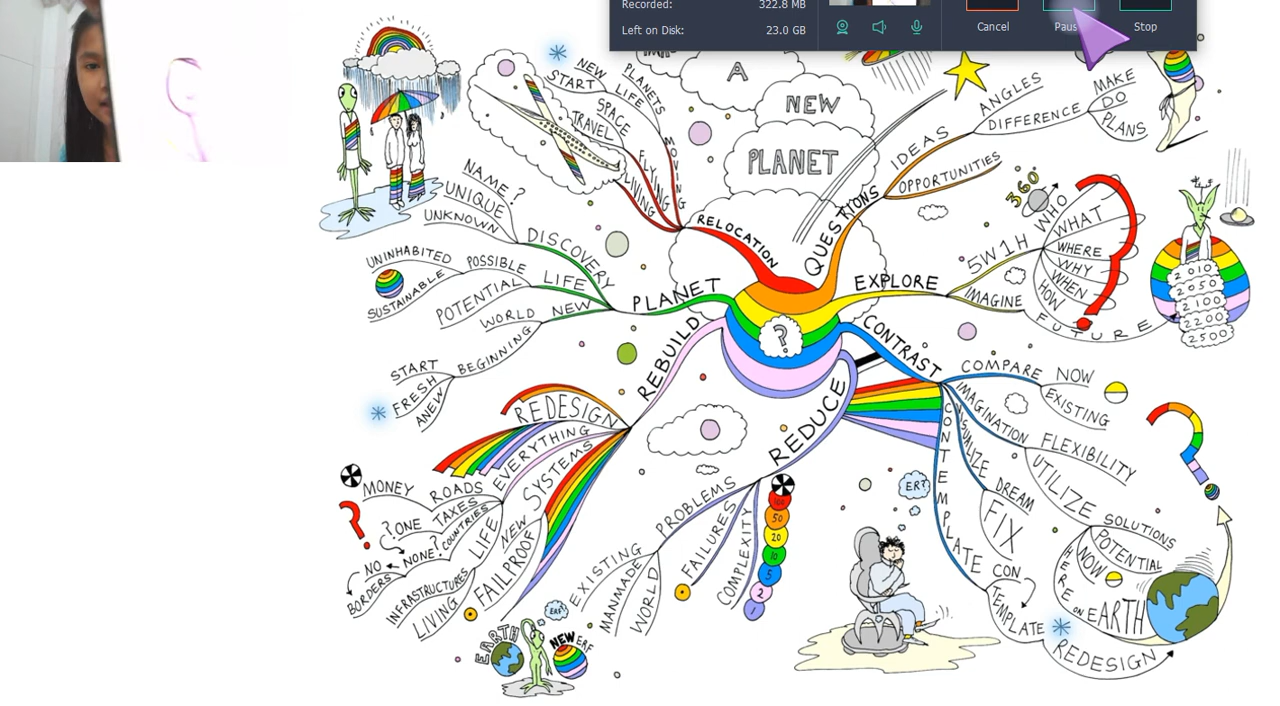 Recorded:
322.8 MB
Left on Disk:
23.0 GB
Cancel
Stop
A
NEW
PLANET
?
RELOCATION
MOVING
PLANETS
FLYING
SPACE
TRAVEL
LIVING
NEW
LIFE
START
QUESTIONS
IDEAS
ANGLES
DIFFERENCE
MAKE
DO
PLANS
OPPORTUNITIES
EXPLORE
5W1H
360°
WHO
WHAT
WHERE
WHY
WHEN
HOW
IMAGINE
FUTURE
2010
2050
2100
2200
2500
CONTRAST
COMPARE
NOW
EXISTING
IMAGINATION
FLEXIBILITY
UTILIZE
SOLUTIONS
POTENTIAL
NOW
HERE
ON EARTH
VISUALIZE
DREAM
FIX
CONTEMPLATE
CON
TEMPLATE
REDESIGN
ER?
REDUCE
PROBLEMS
EXISTING
MANMADE
WORLD
FAILURES
COMPLEXITY
100
50
20
10
5
2
1
REBUILD
REDESIGN
EVERYTHING
ROADS
MONEY
TAXES
?ONE
COUNTRIES
NONE?
NO
BORDERS
LIFE
INFRASTRUCTURES
LIVING
SYSTEMS
NEW
FAILPROOF
EARTH
NEW ERF
ERF
PLANET
DISCOVERY
NAME?
UNIQUE
UNKNOWN
LIFE
POSSIBLE
UNINHABITED
SUSTAINABLE
POTENTIAL
NEW
WORLD
BEGINNING
START
FRESH
ANEW